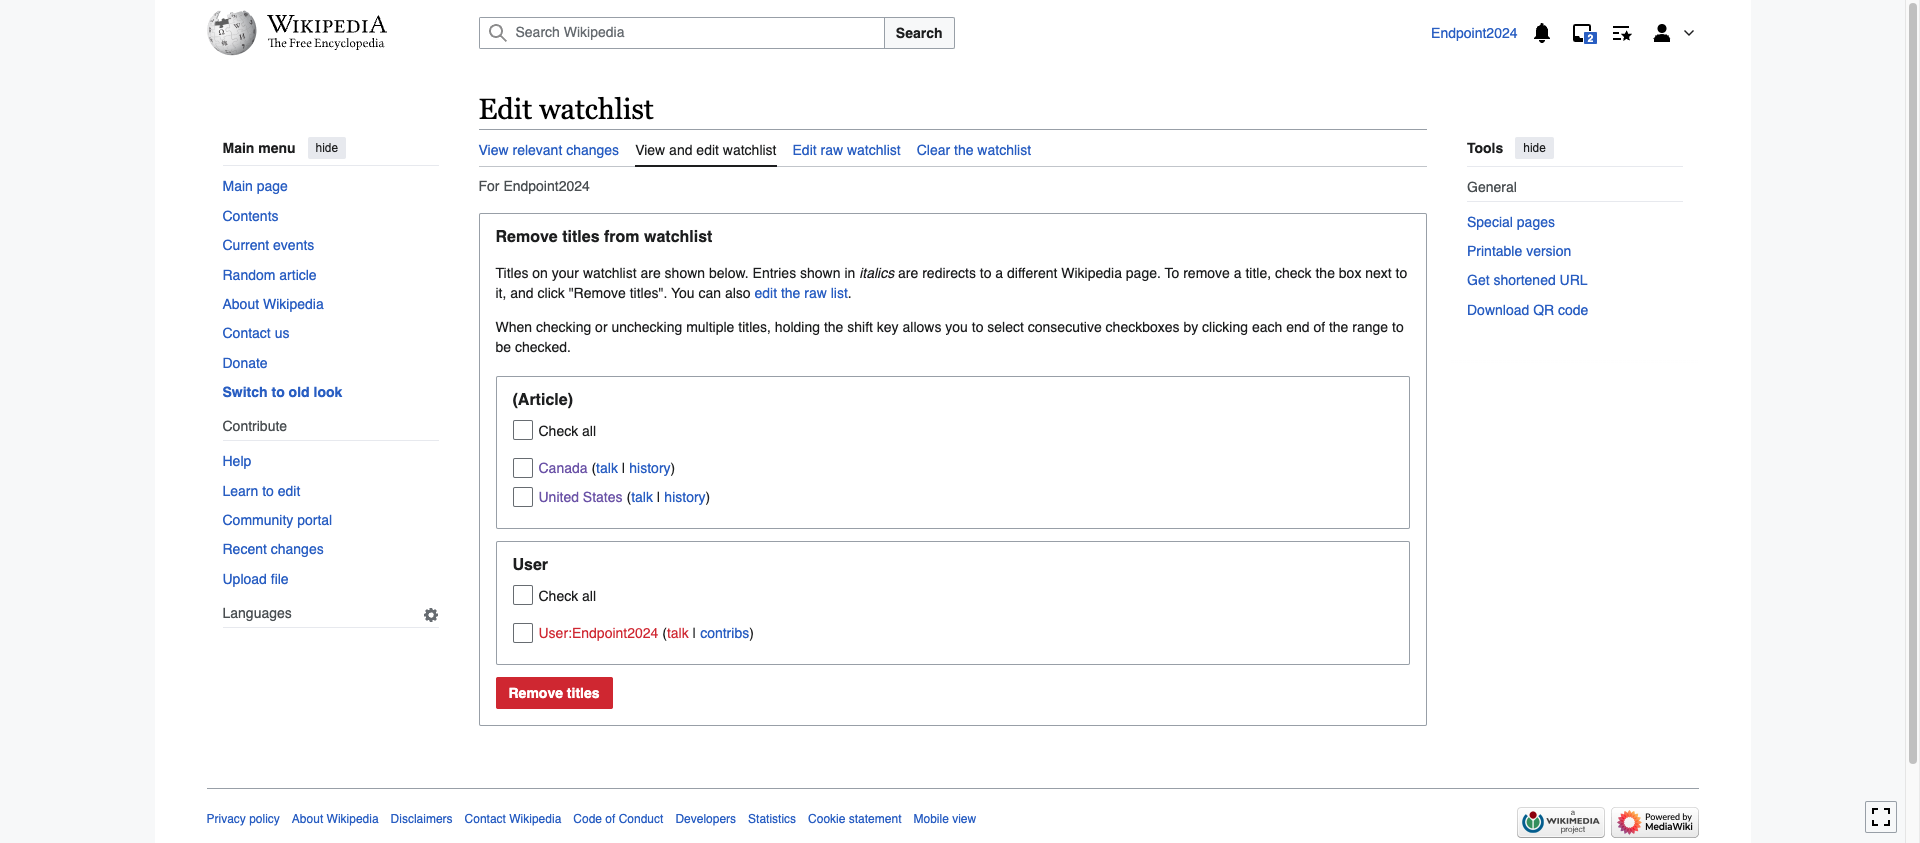 WIKIPEDIA
The Free Encyclopedia
Search Wikipedia
Search
Endpoint2024
2
Edit watchlist
Main menu
hide
Main page
Contents
Current events
Random article
About Wikipedia
Contact us
Donate
Switch to old look
Contribute
Help
Learn to edit
Community portal
Recent changes
Upload file
Languages
View relevant changes View and edit watchlist Edit raw watchlist Clear the watchlist
For Endpoint2024
Remove titles from watchlist
Titles on your watchlist are shown below. Entries shown in italics are redirects to a different Wikipedia page. To remove a title, check the box next to
it, and click "Remove titles". You can also edit the raw list.
When checking or unchecking multiple titles, holding the shift key allows you to select consecutive checkboxes by clicking each end of the range to
be checked.
(Article)
Check all
Canada (talk | history)
United States (talk | history)
User
Check all
User:Endpoint2024 (talk | contribs)
Remove titles
Tools
hide
General
Special pages
Printable version
Get shortened URL
Download QR code
Privacy policy About Wikipedia Disclaimers Contact Wikipedia Code of Conduct Developers Statistics Cookie statement Mobile view
a
WIKIMEDIA
project
Powered by
MediaWiki